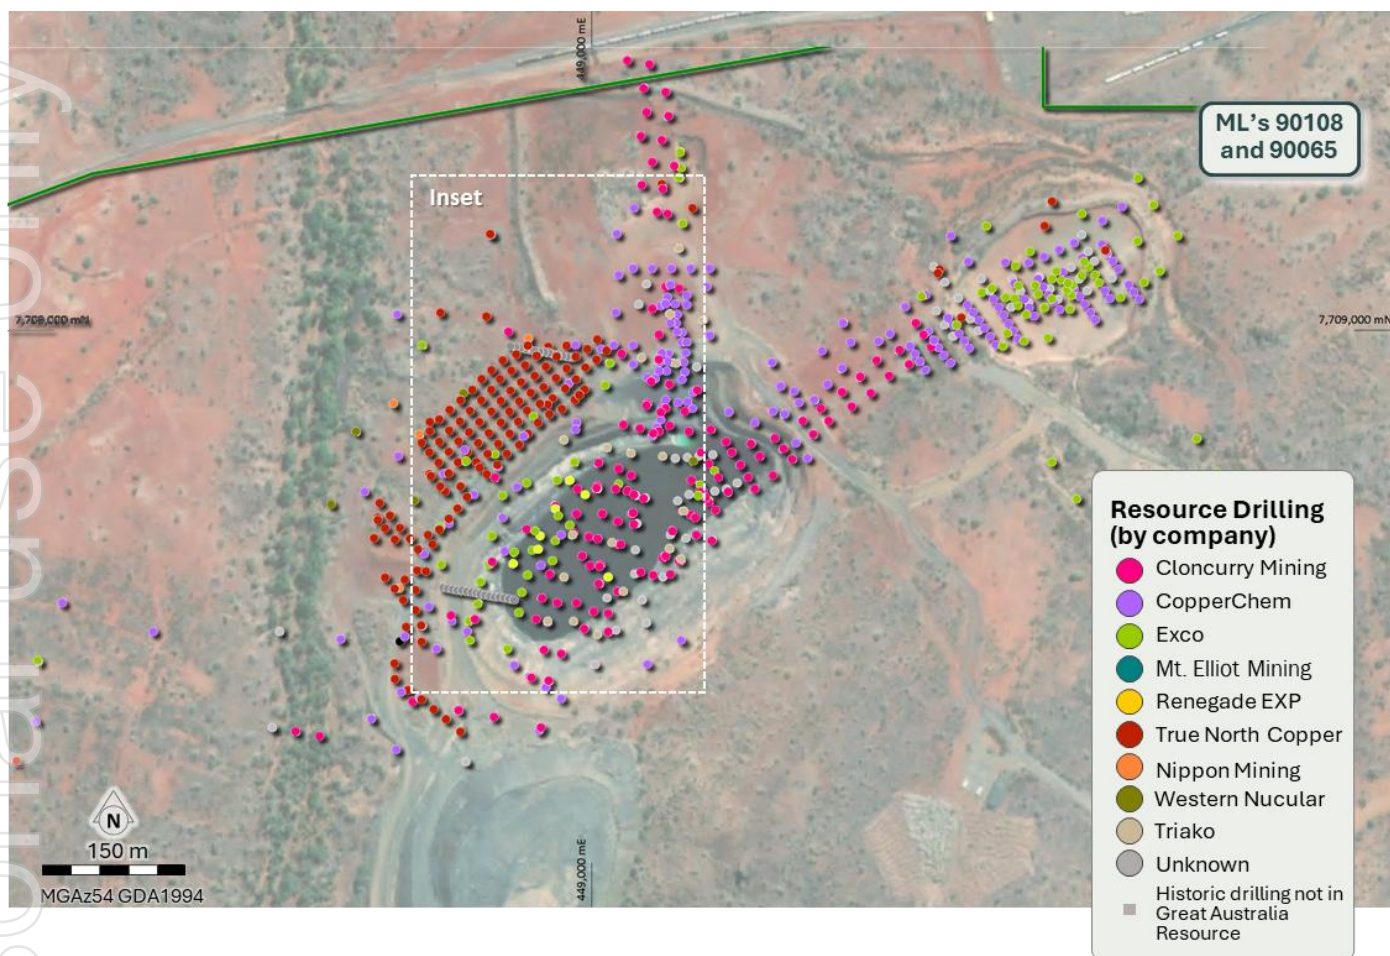 449,000 mE
ML's 90108
and 90065
Inset
7,709,000 mN
7,709,000 mN
Resource Drilling
(by company)
Cloncurry Mining
CopperChem
Exco
Mt. Elliot Mining
Renegade EXP
True North Copper
Nippon Mining
Western Nucular
Triako
Unknown
Historic drilling not in
Great Australia
Resource
N
150 m
MGAz54 GDA1994
449,000 mE